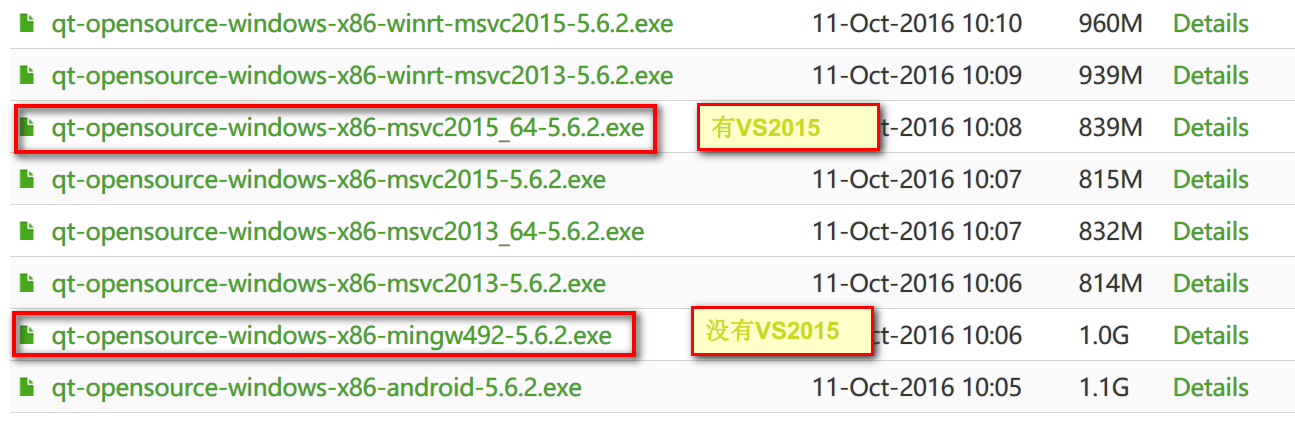 qt-opensource-windows-x86-winrt-msvc2015-5.6.2.exe 11-Oct-2016 10:10 960M Details
qt-opensource-windows-x86-winrt-msvc2013-5.6.2.exe 11-Oct-2016 10:09 939M Details
qt-opensource-windows-x86-msvc2015_64-5.6.2.exe 有VS2015 t-2016 10:08 839M Details
qt-opensource-windows-x86-msvc2015-5.6.2.exe 11-Oct-2016 10:07 815M Details
qt-opensource-windows-x86-msvc2013_64-5.6.2.exe 11-Oct-2016 10:07 832M Details
qt-opensource-windows-x86-msvc2013-5.6.2.exe 11-Oct-2016 10:06 814M Details
qt-opensource-windows-x86-mingw492-5.6.2.exe 没有VS2015 ct-2016 10:06 1.0G Details
qt-opensource-windows-x86-android-5.6.2.exe 11-Oct-2016 10:05 1.1G Details